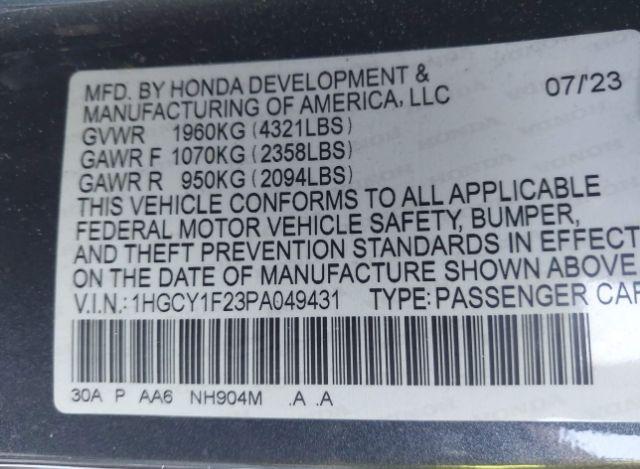 MFD. BY HONDA DEVELOPMENT &
MANUFACTURING OF AMERICA, LLC 07/'23
GVWR 1960KG (4321LBS)
GAWR F 1070KG (2358LBS)
GAWR R 950KG (2094LBS)
THIS VEHICLE CONFORMS TO ALL APPLICABLE
FEDERAL MOTOR VEHICLE SAFETY, BUMPER,
AND THEFT PREVENTION STANDARDS IN EFFECT
ON THE DATE OF MANUFACTURE SHOWN ABOVE
V.I.N.: 1HGCY1F23PA049431 TYPE: PASSENGER CAR
30A P AA6 NH904M .A .A